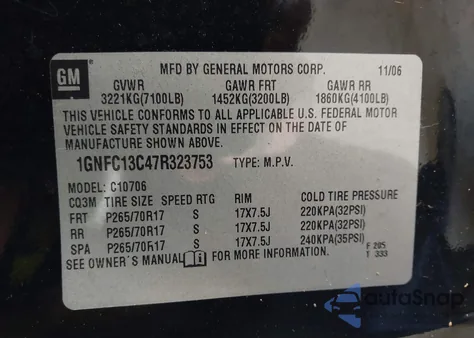 GM
MFD BY GENERAL MOTORS CORP. 11/06
GVWR GAWR FRT GAWR RR
3221KG(7100LB) 1452KG(3200LB) 1860KG(4100LB)
THIS VEHICLE CONFORMS TO ALL APPLICABLE U.S. FEDERAL MOTOR
VEHICLE SAFETY STANDARDS IN EFFECT ON THE DATE OF
MANUFACTURE SHOWN ABOVE.
1GNFC13C47R323753 TYPE: M.P.V.
MODEL: C10706
CQ3M TIRE SIZE SPEED RTG RIM COLD TIRE PRESSURE
FRT P265/70R17 S 17X7.5J 220KPA(32PSI)
RR P265/70R17 S 17X7.5J 220KPA(32PSI)
SPA P265/70R17 S 17X7.5J 240KPA(35PSI)
SEE OWNER'S MANUAL FOR MORE INFORMATION. F 295
T 333
autoSnap